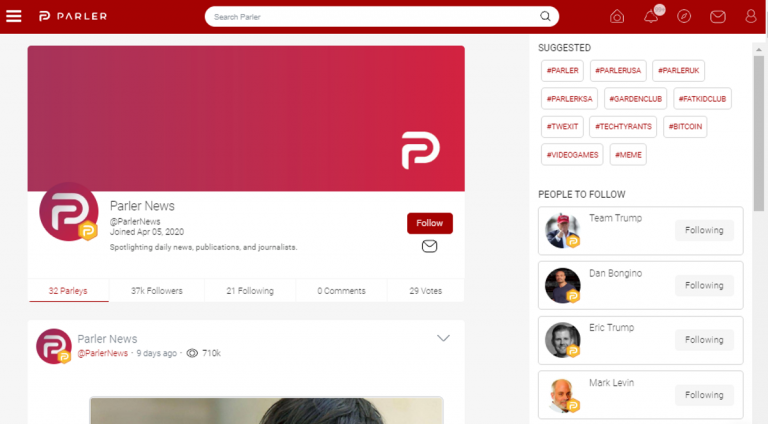 PARLER
Search Parler
Parler News
@ParlerNews
Joined Apr 05, 2020
Spotlighting daily news, publications, and journalists.
Follow
32 Parleys
37k Followers
21 Following
0 Comments
29 Votes
Parler News
@ParlerNews · 9 days ago · 710k
SUGGESTED
#PARLER #PARLERUSA #PARLERUK
#PARLERKSA #GARDENCLUB #FATKIDCLUB
#TWEXIT #TECHTYRANTS #BITCOIN
#VIDEOGAMES #MEME
PEOPLE TO FOLLOW
Team Trump
Following
Dan Bongino
Following
Eric Trump
Following
Mark Levin
Following